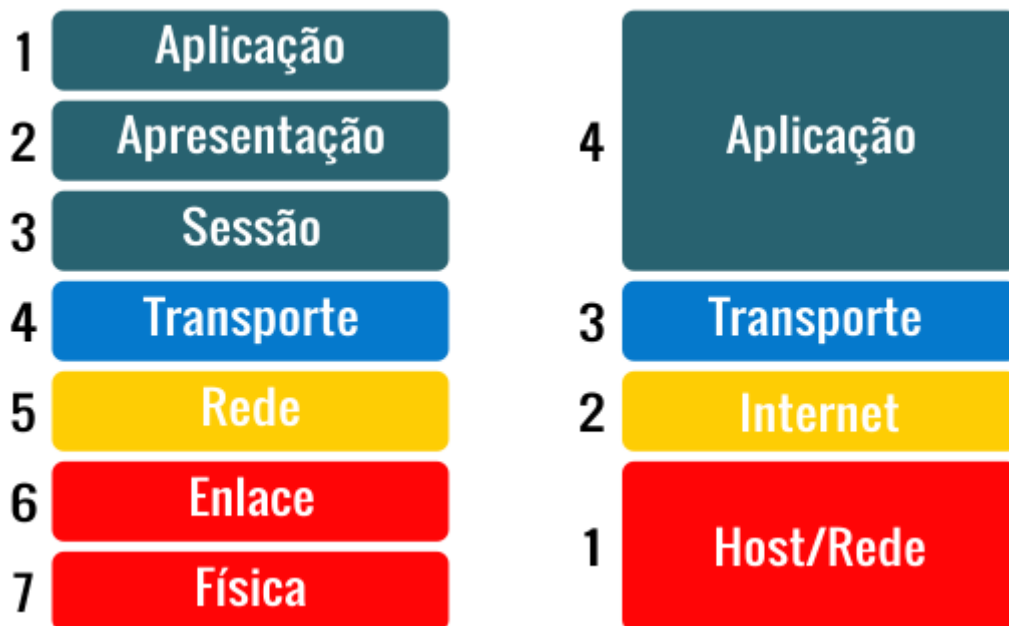 1 Aplicação
2 Apresentação
3 Sessão
4 Transporte
5 Rede
6 Enlace
7 Física
4 Aplicação
3 Transporte
2 Internet
1 Host/Rede